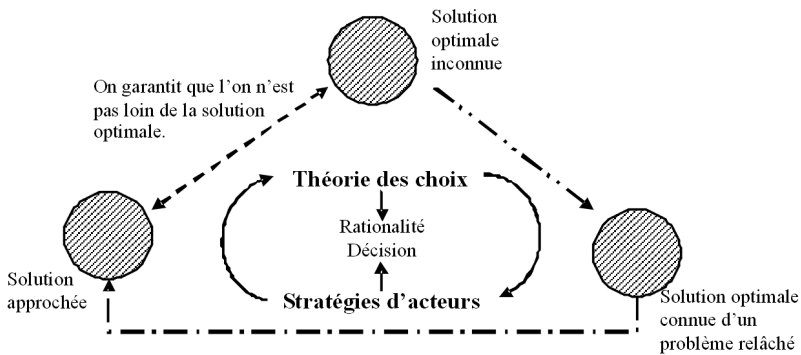 Solution
optimale
inconnue
On garantit que l'on n'est
pas loin de la solution
optimale.
Théorie des choix
Rationalité
Décision
Stratégies d'acteurs
Solution
approchée
Solution optimale
connue d'un
problème relâché